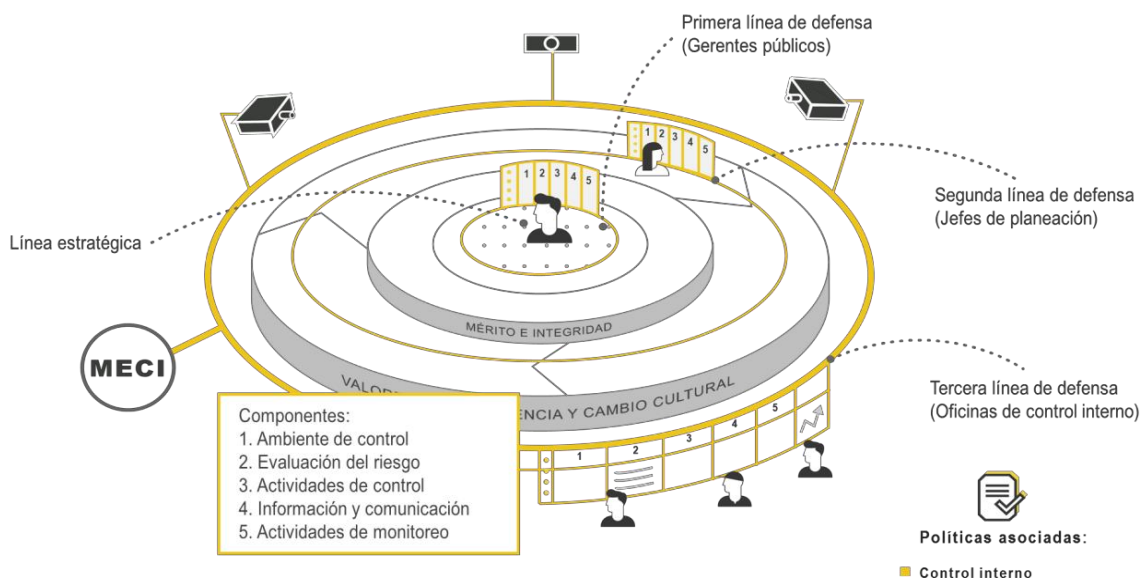 Primera línea de defensa
(Gerentes públicos)
1 2 3 4 5
1 2 3 4 5
Segunda línea de defensa
(Jefes de planeación)
Línea estratégica
MÉRITO E INTEGRIDAD
MECI
ENCIA Y CAMBIO CULTURAL
Tercera línea de defensa
(Oficinas de control interno)
Componentes:
1. Ambiente de control
2. Evaluación del riesgo
3. Actividades de control
4. Información y comunicación
5. Actividades de monitoreo
1 2 3 4 5
Políticas asociadas:
Control interno